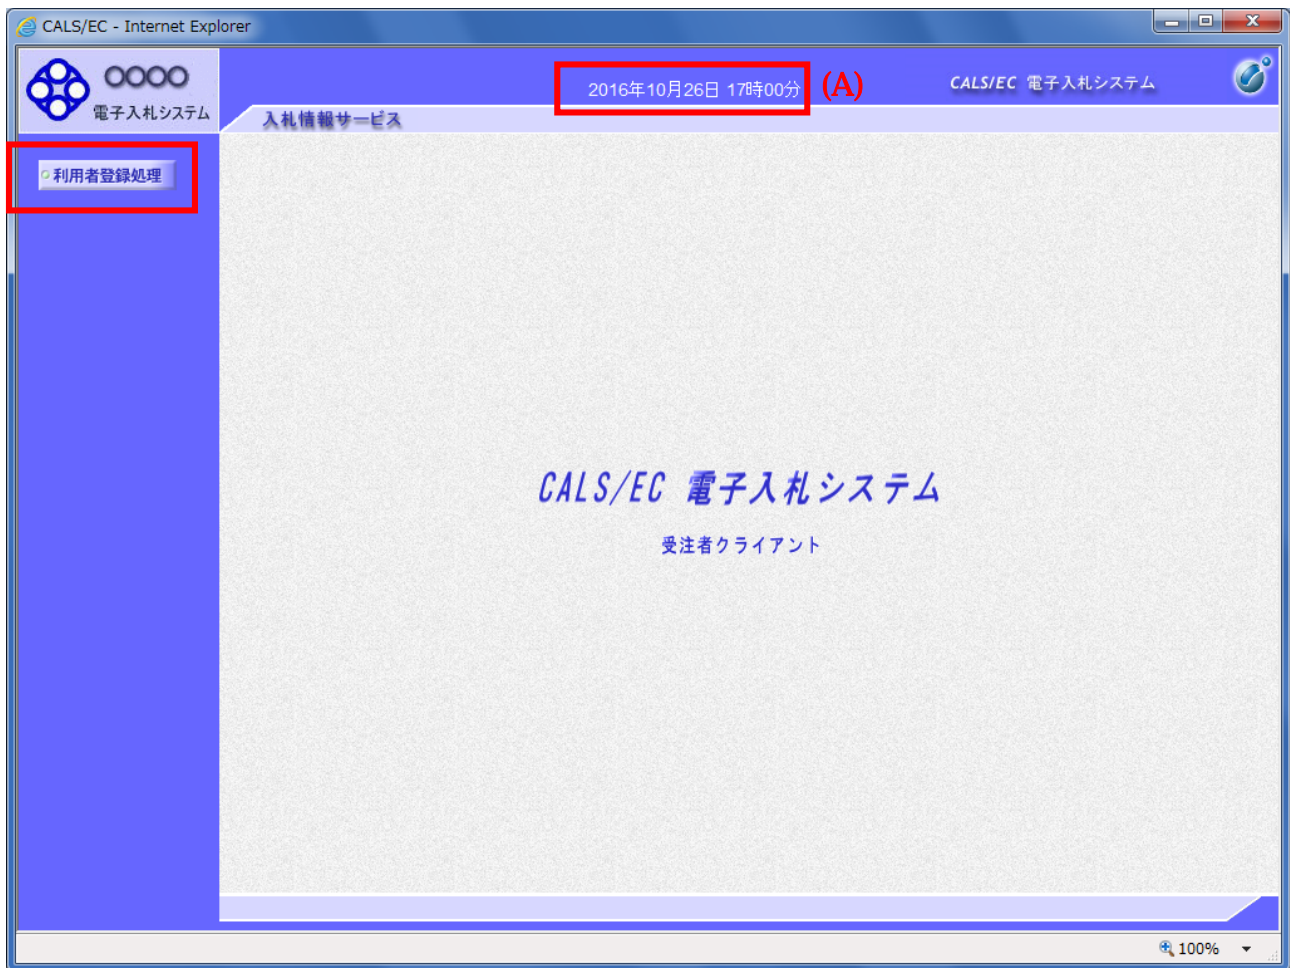 CALS/EC - Internet Explorer
○○○○
電子入札システム
2016年10月26日 17時00分
(A)
CALS/EC 電子入札システム
入札情報サービス
利用者登録処理
CALS/EC 電子入札システム
受注者クライアント
100%